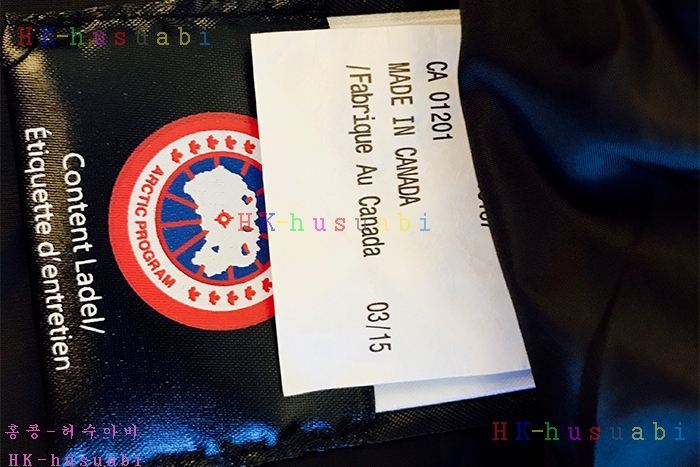 HK-husuabi
Content Ladel/
Étiquette d'entretien
ARCTIC PROGRAM
CA 01201
MADE IN CANADA
/Fabrique Au Canada 03/15
HK-husuabi
홍콩-허수아비
HK-husuabi
HK-husuabi